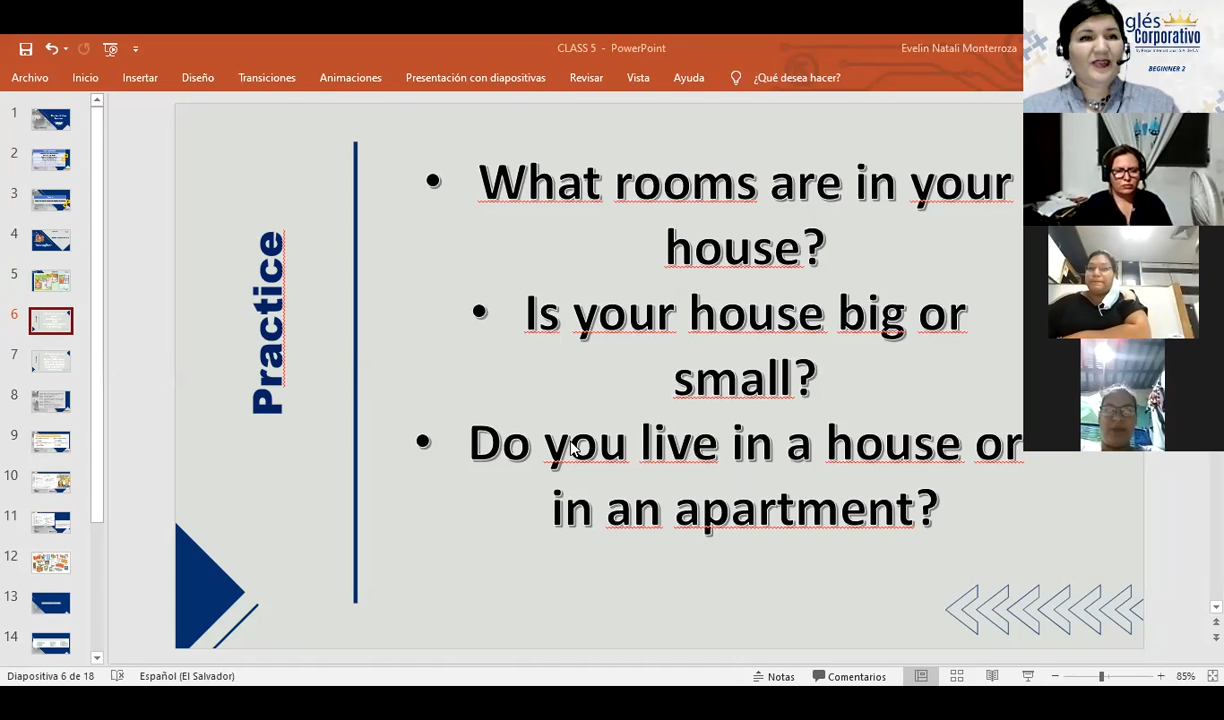 CLASS 5 - PowerPoint
Evelin Natali Monterroza
glés
Corporativo
BEGINNER 2
Archivo Inicio Insertar Diseño Transiciones Animaciones Presentación con diapositivas Revisar Vista Ayuda ¿Qué desea hacer?
1
2
3
4
5
6
7
8
9
10
11
12
13
14
Practice
• What rooms are in your
house?
• Is your house big or
small?
• Do you live in a house or
in an apartment?
Diapositiva 6 de 18 Español (El Salvador) Notas Comentarios 85%